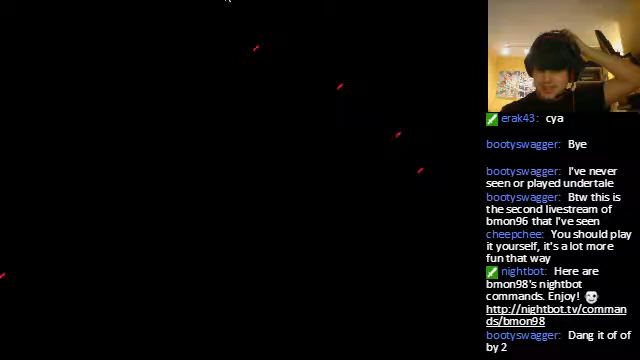 erak43: cya
bootyswagger: Bye
bootyswagger: I've never
seen or played undertale
bootyswagger: Btw this is
the second livestream of
bmon96 that I've seen
cheepchee: You should play
it yourself, it's a lot more
fun that way
nightbot: Here are
bmon98's nightbot
commands. Enjoy!
http://nightbot.tv/comman
ds/bmon98
bootyswagger: Dang it of of
by 2